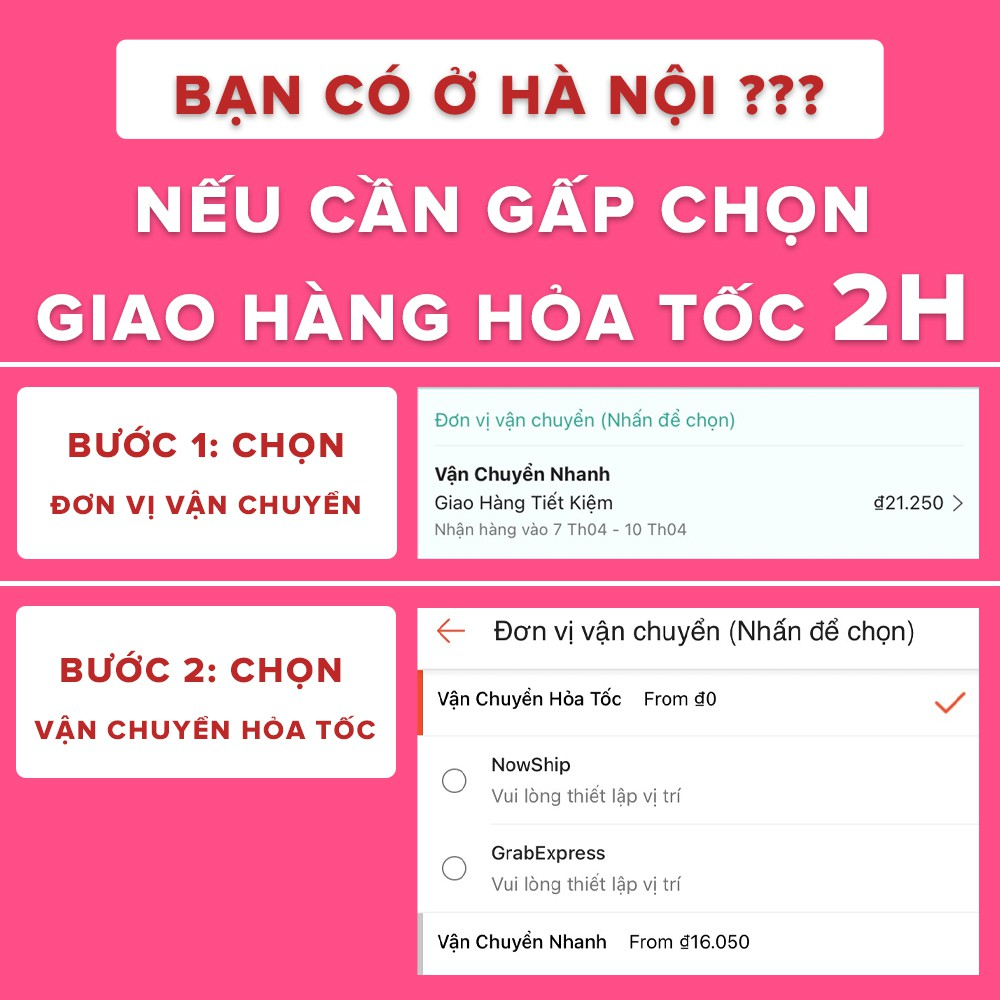 BẠN CÓ Ở HÀ NỘI ???
NẾU CẦN GẤP CHỌN
GIAO HÀNG HỎA TỐC 2H
BƯỚC 1: CHỌN
ĐƠN VỊ VẬN CHUYỂN
Đơn vị vận chuyển (Nhấn để chọn)
Vận Chuyển Nhanh
Giao Hàng Tiết Kiệm ₫21.250
Nhận hàng vào 7 Th04 - 10 Th04
BƯỚC 2: CHỌN
VẬN CHUYỂN HỎA TỐC
Đơn vị vận chuyển (Nhấn để chọn)
Vận Chuyển Hỏa Tốc From ₫0
NowShip
Vui lòng thiết lập vị trí
GrabExpress
Vui lòng thiết lập vị trí
Vận Chuyển Nhanh From ₫16.050